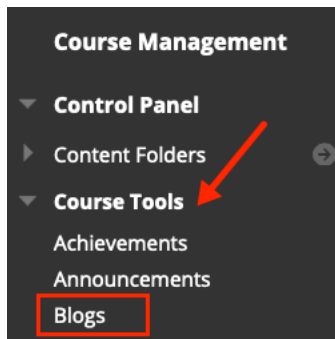 Course Management
Control Panel
Content Folders
Course Tools
Achievements
Announcements
Blogs